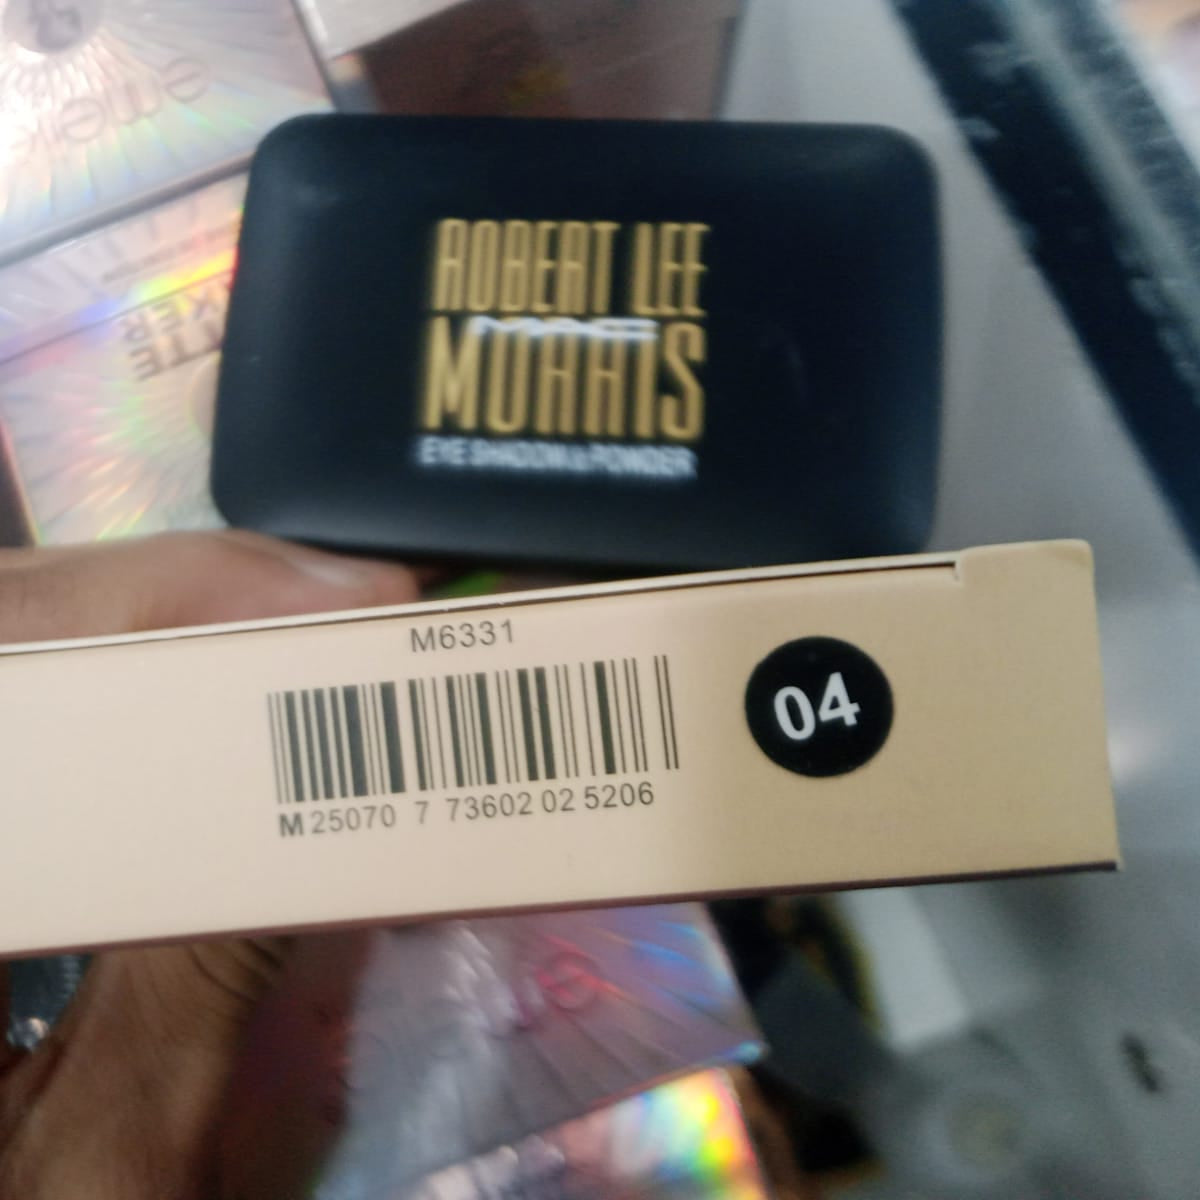 ROBERT LEE
MAC
MORRIS
EYE SHADOW & POWDER
M6331
04
M 25070 7 73602 02 5206